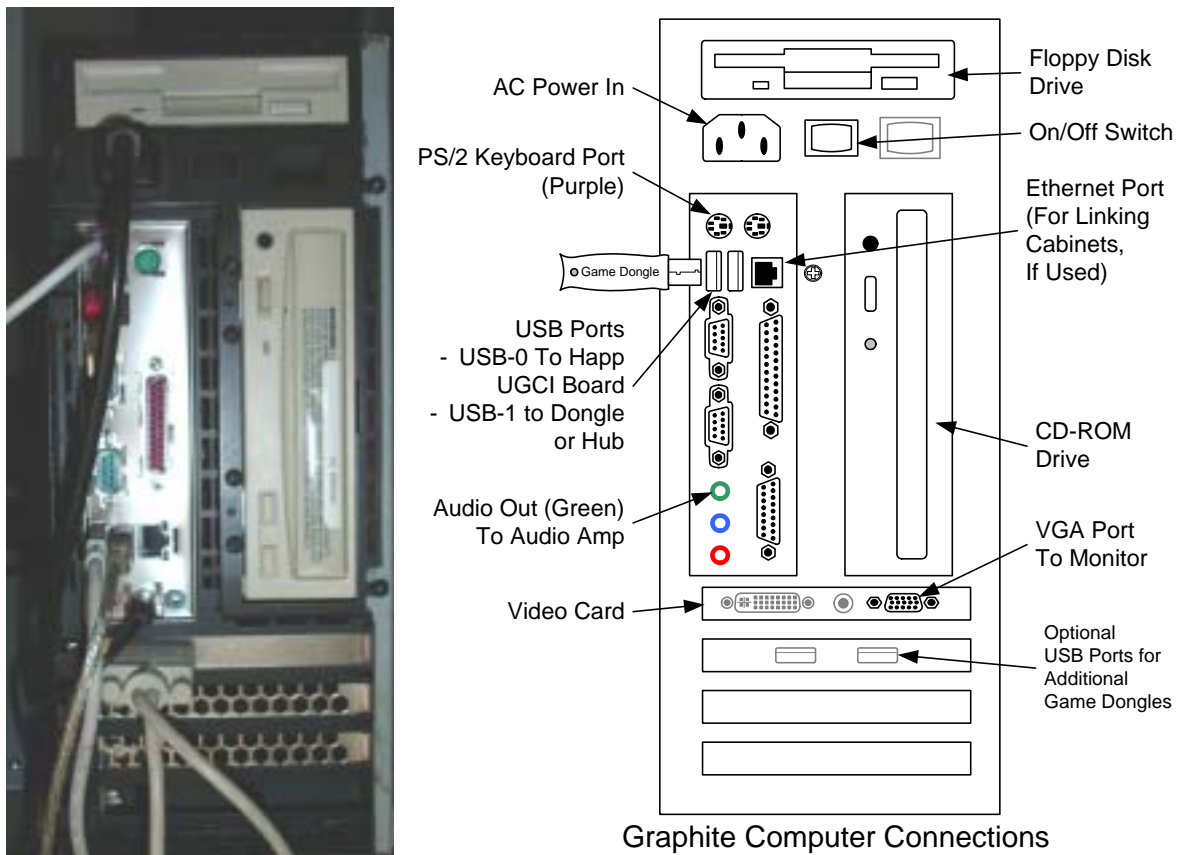 AC Power In
PS/2 Keyboard Port
(Purple)
Game Dongle
USB Ports
- USB-0 To Happ
UGCI Board
- USB-1 to Dongle
or Hub
Audio Out (Green)
To Audio Amp
Video Card
Floppy Disk
Drive
On/Off Switch
Ethernet Port
(For Linking
Cabinets,
If Used)
CD-ROM
Drive
VGA Port
To Monitor
Optional
USB Ports for
Additional
Game Dongles
Graphite Computer Connections